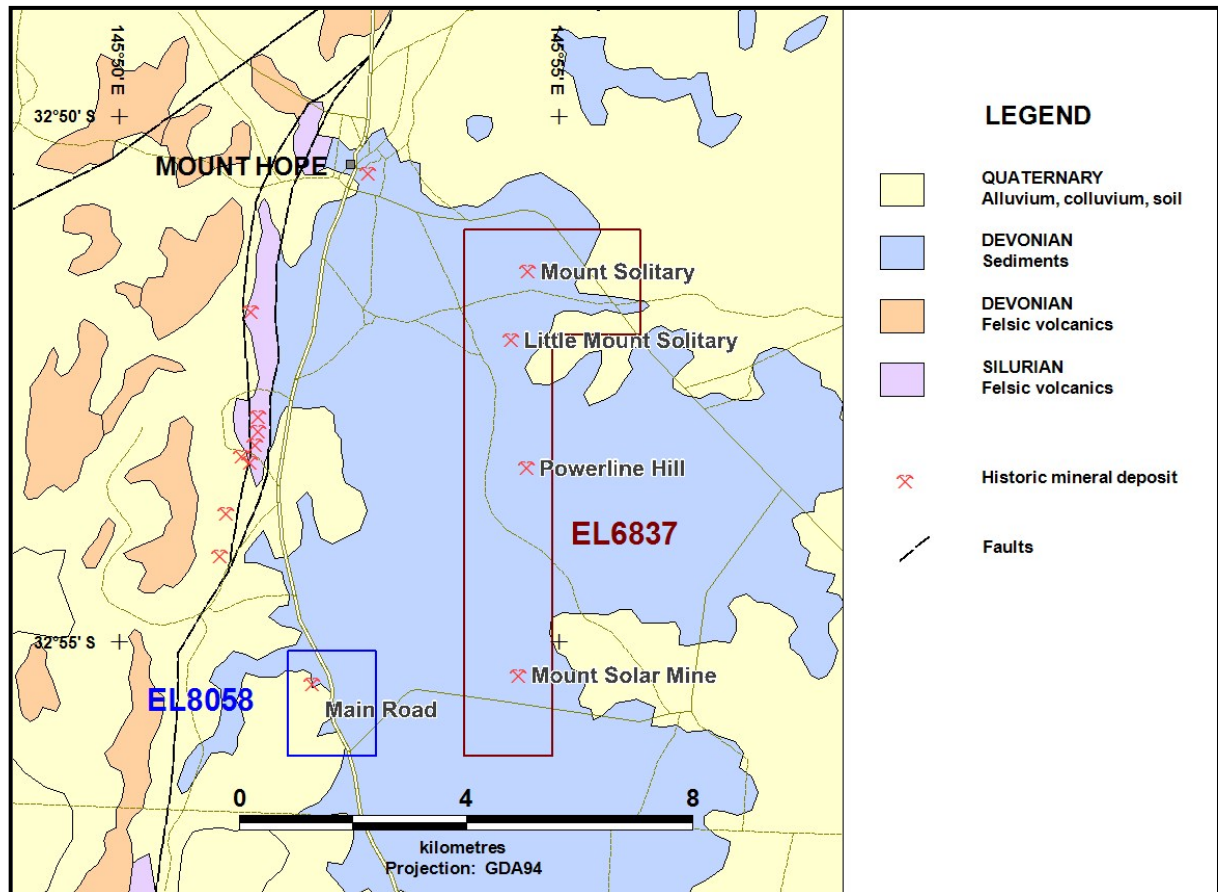 145°50' E
145°55' E
32°50' S
MOUNT HOPE
Mount Solitary
Little Mount Solitary
Powerline Hill
EL6837
32°55' S
Mount Solar Mine
EL8058
Main Road
0 4 8
kilometres
Projection: GDA94
LEGEND
QUATERNARY
Alluvium, colluvium, soil
DEVONIAN
Sediments
DEVONIAN
Felsic volcanics
SILURIAN
Felsic volcanics
Historic mineral deposit
Faults